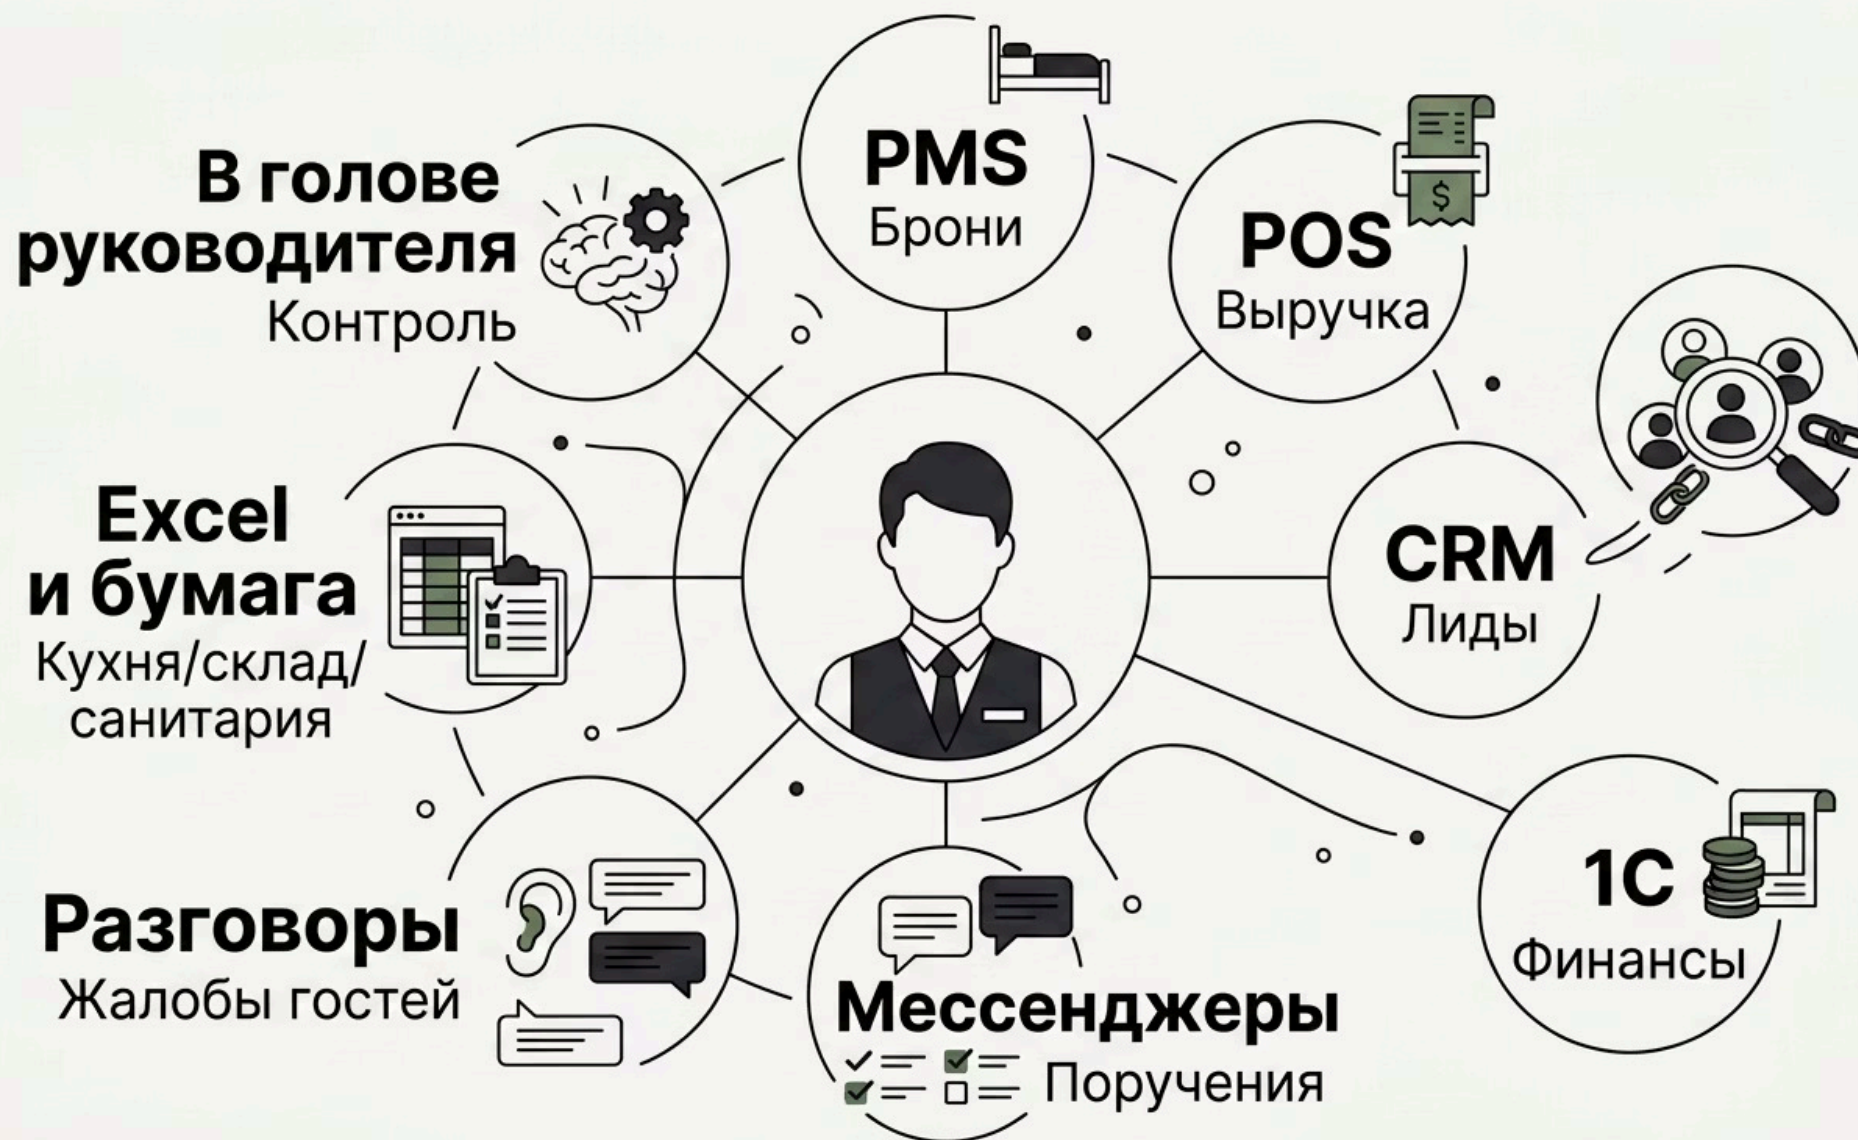 PMS
Брони
В голове
руководителя
Контроль
POS
Выручка
$
Excel
и бумага
Кухня/склад/
санитария
CRM
Лиды
Разговоры
Жалобы гостей
Мессенджеры
Поручения
1С
Финансы